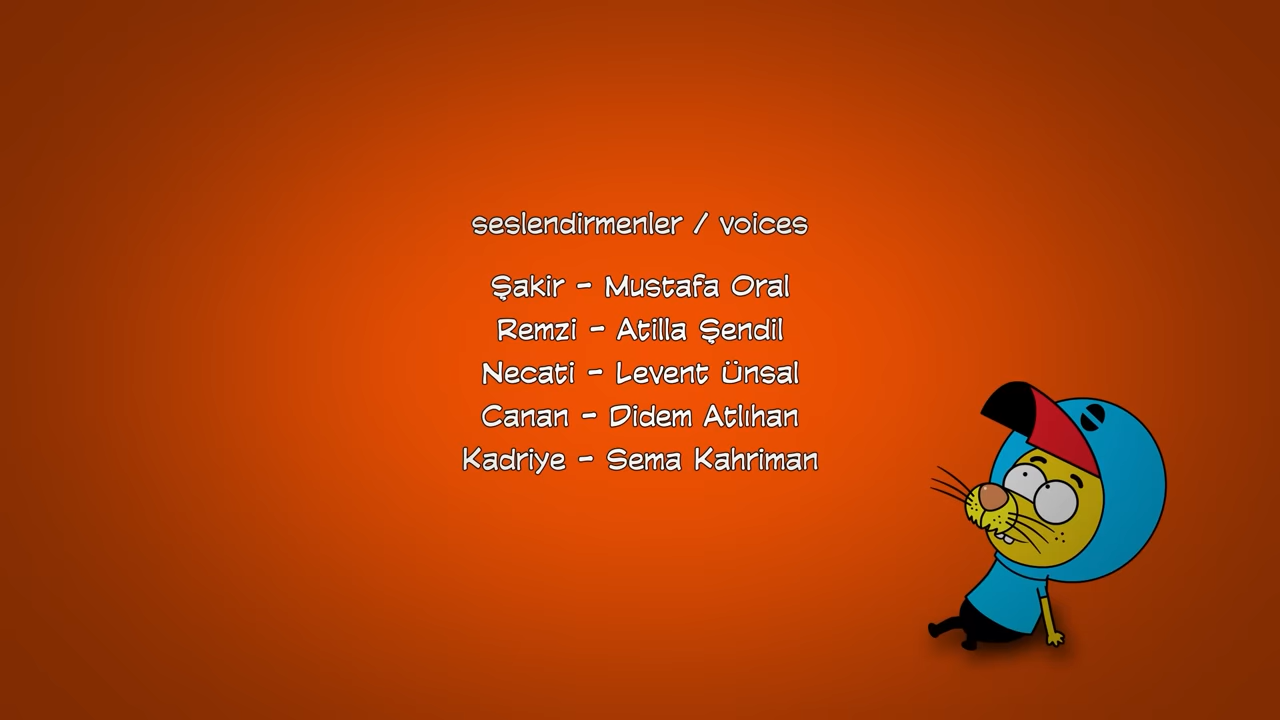 seslendirmenler / voices
Şakir - Mustafa Oral
Remzi - Atilla Şendil
Necati - Levent Ünsal
Canan - Didem Atlıhan
Kadriye - Sema Kahriman